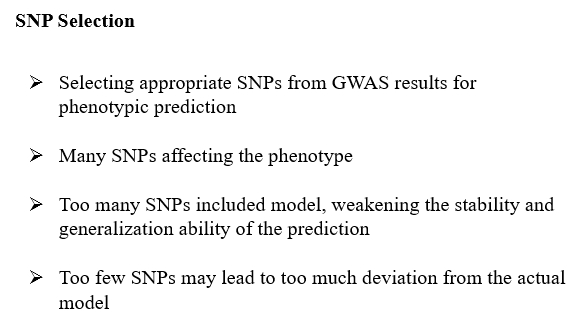 SNP Selection
➢ Selecting appropriate SNPs from GWAS results for
phenotypic prediction
➢ Many SNPs affecting the phenotype
➢ Too many SNPs included model, weakening the stability and
generalization ability of the prediction
➢ Too few SNPs may lead to too much deviation from the actual
model